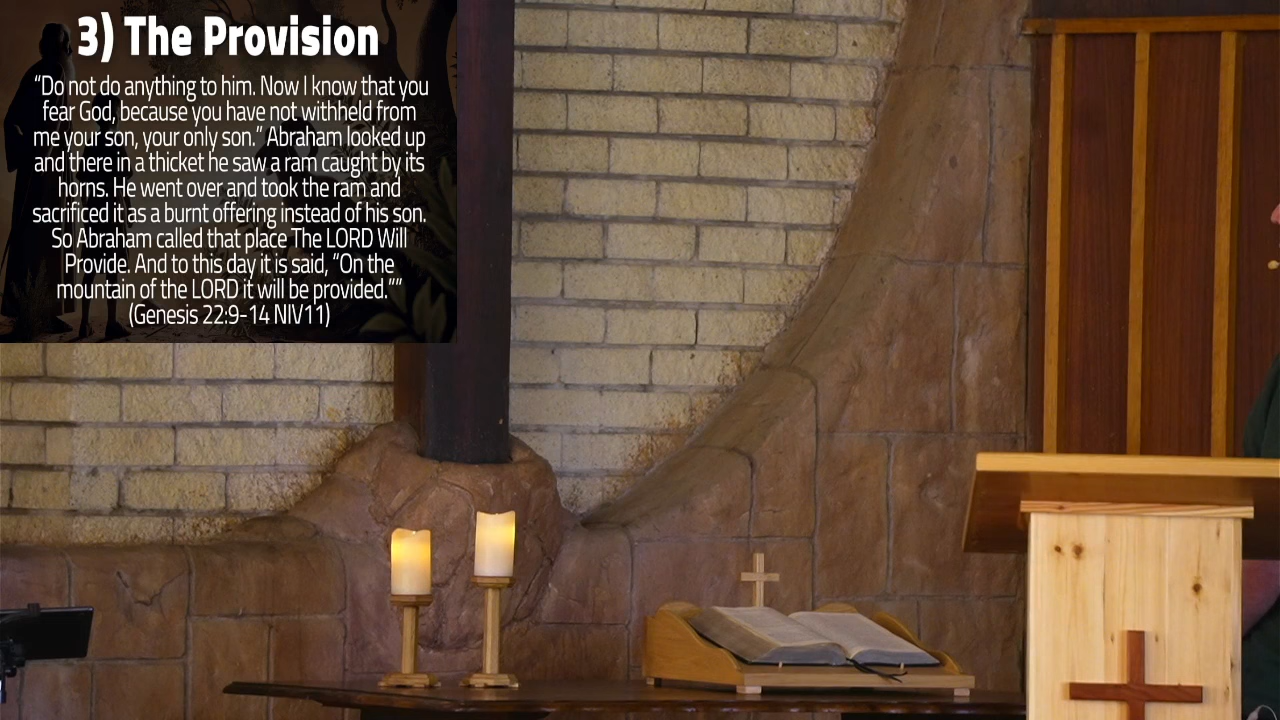 3) The Provision
“Do not do anything to him. Now I know that you
fear God, because you have not withheld from
me your son, your only son.” Abraham looked up
and there in a thicket he saw a ram caught by its
horns. He went over and took the ram and
sacrificed it as a burnt offering instead of his son.
So Abraham called that place The LORD Will
Provide. And to this day it is said, “On the
mountain of the LORD it will be provided.””
(Genesis 22:9-14 NIV11)